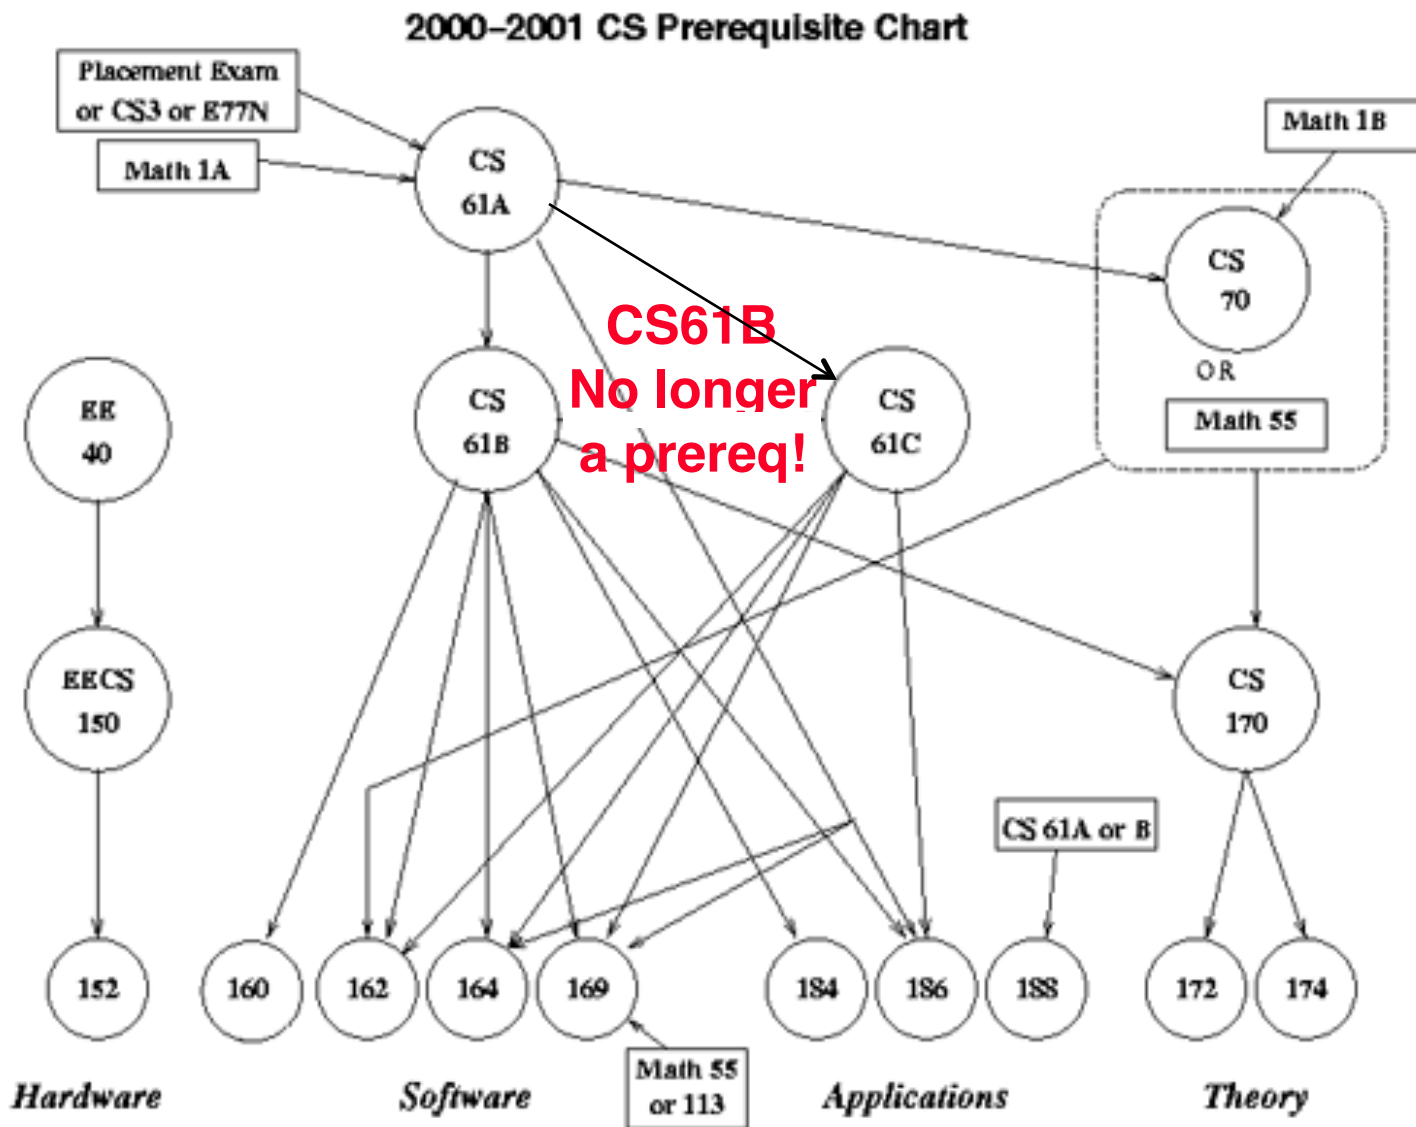 2000–2001 CS Prerequisite Chart
Placement Exam
or CS3 or E77N
Math 1A
CS
61A
Math 1B
CS
70
OR
Math 55
CS61B
No longer
a prereq!
EE
40
CS
61B
CS
61C
EECS
150
CS
170
CS 61A or B
152
160
162
164
169
184
186
188
172
174
Math 55
or 113
Hardware
Software
Applications
Theory